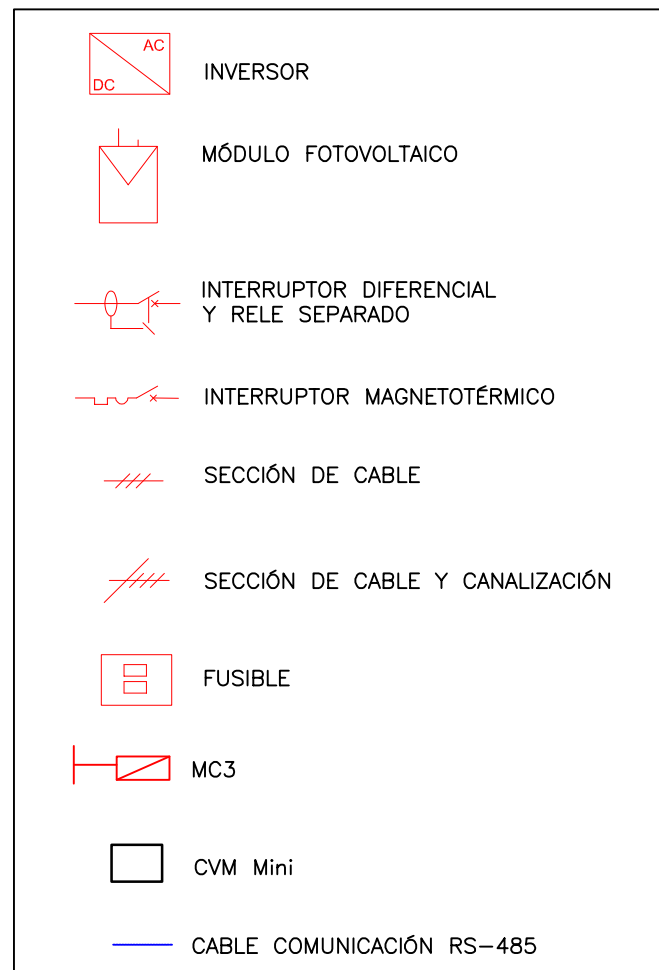 AC
DC
INVERSOR
MÓDULO FOTOVOLTAICO
INTERRUPTOR DIFERENCIAL
Y RELE SEPARADO
INTERRUPTOR MAGNETOTÉRMICO
SECCIÓN DE CABLE
SECCIÓN DE CABLE Y CANALIZACIÓN
FUSIBLE
MC3
CVM Mini
CABLE COMUNICACIÓN RS-485